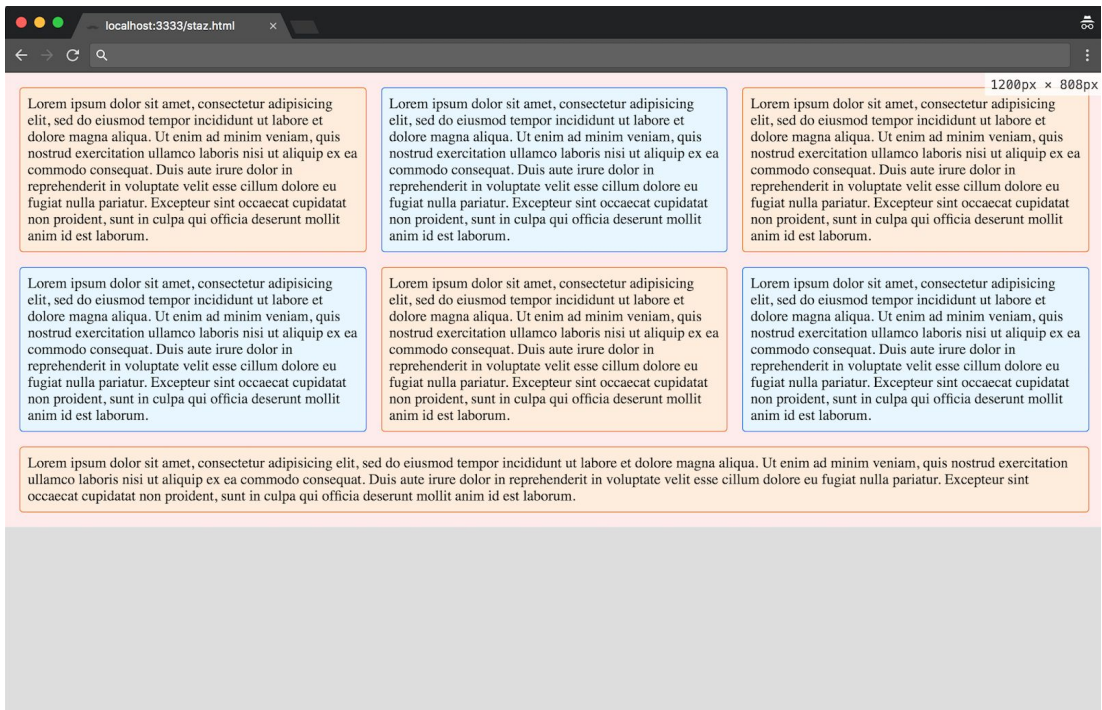 localhost:3333/staz.html
1200px × 808px
Lorem ipsum dolor sit amet, consectetur adipisicing
elit, sed do eiusmod tempor incididunt ut labore et
dolore magna aliqua. Ut enim ad minim veniam, quis
nostrud exercitation ullamco laboris nisi ut aliquip ex ea
commodo consequat. Duis aute irure dolor in
reprehenderit in voluptate velit esse cillum dolore eu
fugiat nulla pariatur. Excepteur sint occaecat cupidatat
non proident, sunt in culpa qui officia deserunt mollit
anim id est laborum.
Lorem ipsum dolor sit amet, consectetur adipisicing
elit, sed do eiusmod tempor incididunt ut labore et
dolore magna aliqua. Ut enim ad minim veniam, quis
nostrud exercitation ullamco laboris nisi ut aliquip ex ea
commodo consequat. Duis aute irure dolor in
reprehenderit in voluptate velit esse cillum dolore eu
fugiat nulla pariatur. Excepteur sint occaecat cupidatat
non proident, sunt in culpa qui officia deserunt mollit
anim id est laborum.
Lorem ipsum dolor sit amet, consectetur adipisicing
elit, sed do eiusmod tempor incididunt ut labore et
dolore magna aliqua. Ut enim ad minim veniam, quis
nostrud exercitation ullamco laboris nisi ut aliquip ex ea
commodo consequat. Duis aute irure dolor in
reprehenderit in voluptate velit esse cillum dolore eu
fugiat nulla pariatur. Excepteur sint occaecat cupidatat
non proident, sunt in culpa qui officia deserunt mollit
anim id est laborum.
Lorem ipsum dolor sit amet, consectetur adipisicing
elit, sed do eiusmod tempor incididunt ut labore et
dolore magna aliqua. Ut enim ad minim veniam, quis
nostrud exercitation ullamco laboris nisi ut aliquip ex ea
commodo consequat. Duis aute irure dolor in
reprehenderit in voluptate velit esse cillum dolore eu
fugiat nulla pariatur. Excepteur sint occaecat cupidatat
non proident, sunt in culpa qui officia deserunt mollit
anim id est laborum.
Lorem ipsum dolor sit amet, consectetur adipisicing
elit, sed do eiusmod tempor incididunt ut labore et
dolore magna aliqua. Ut enim ad minim veniam, quis
nostrud exercitation ullamco laboris nisi ut aliquip ex ea
commodo consequat. Duis aute irure dolor in
reprehenderit in voluptate velit esse cillum dolore eu
fugiat nulla pariatur. Excepteur sint occaecat cupidatat
non proident, sunt in culpa qui officia deserunt mollit
anim id est laborum.
Lorem ipsum dolor sit amet, consectetur adipisicing
elit, sed do eiusmod tempor incididunt ut labore et
dolore magna aliqua. Ut enim ad minim veniam, quis
nostrud exercitation ullamco laboris nisi ut aliquip ex ea
commodo consequat. Duis aute irure dolor in
reprehenderit in voluptate velit esse cillum dolore eu
fugiat nulla pariatur. Excepteur sint occaecat cupidatat
non proident, sunt in culpa qui officia deserunt mollit
anim id est laborum.
Lorem ipsum dolor sit amet, consectetur adipisicing elit, sed do eiusmod tempor incididunt ut labore et dolore magna aliqua. Ut enim ad minim veniam, quis nostrud exercitation
ullamco laboris nisi ut aliquip ex ea commodo consequat. Duis aute irure dolor in reprehenderit in voluptate velit esse cillum dolore eu fugiat nulla pariatur. Excepteur sint
occaecat cupidatat non proident, sunt in culpa qui officia deserunt mollit anim id est laborum.